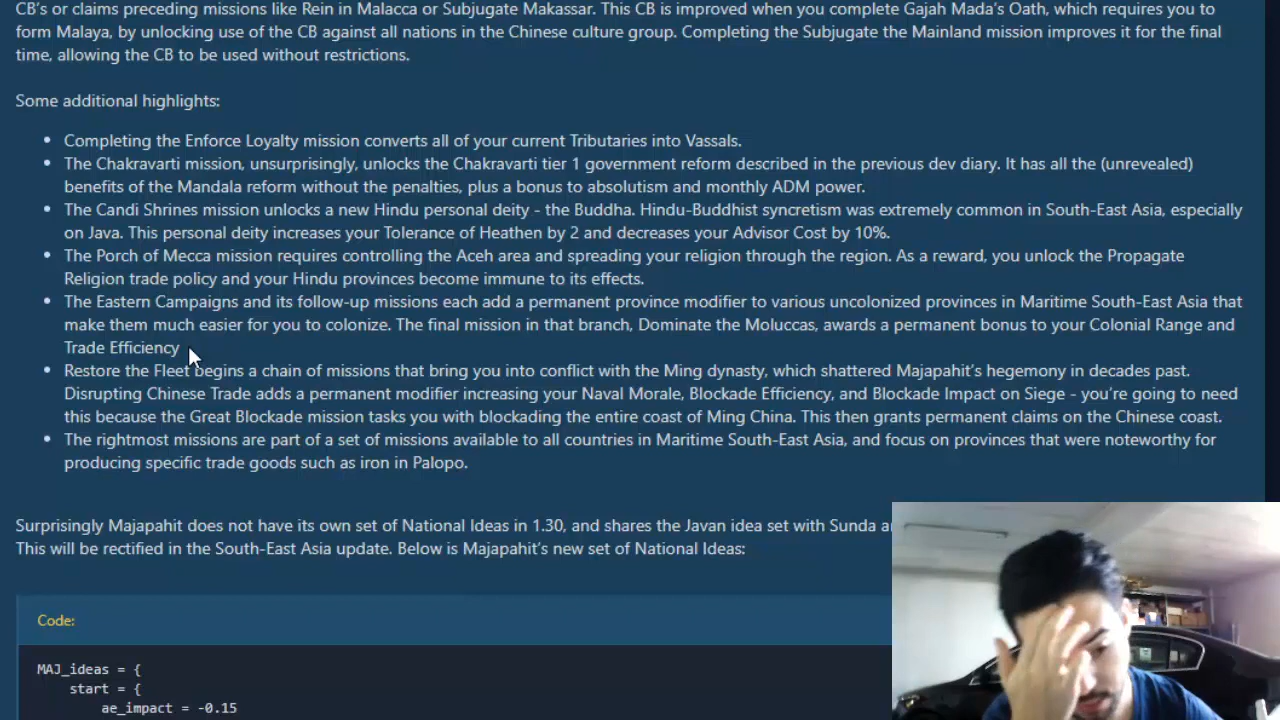 CB's or claims preceding missions like Rein in Malacca or Subjugate Makassar. This CB is improved when you complete Gajah Mada's Oath, which requires you to
form Malaya, by unlocking use of the CB against all nations in the Chinese culture group. Completing the Subjugate the Mainland mission improves it for the final
time, allowing the CB to be used without restrictions.
Some additional highlights:
• Completing the Enforce Loyalty mission converts all of your current Tributaries into Vassals.
• The Chakravarti mission, unsurprisingly, unlocks the Chakravarti tier 1 government reform described in the previous dev diary. It has all the (unrevealed)
benefits of the Mandala reform without the penalties, plus a bonus to absolutism and monthly ADM power.
• The Candi Shrines mission unlocks a new Hindu personal deity - the Buddha. Hindu-Buddhist syncretism was extremely common in South-East Asia, especially
on Java. This personal deity increases your Tolerance of Heathen by 2 and decreases your Advisor Cost by 10%.
• The Porch of Mecca mission requires controlling the Aceh area and spreading your religion through the region. As a reward, you unlock the Propagate
Religion trade policy and your Hindu provinces become immune to its effects.
• The Eastern Campaigns and its follow-up missions each add a permanent province modifier to various uncolonized provinces in Maritime South-East Asia that
make them much easier for you to colonize. The final mission in that branch, Dominate the Moluccas, awards a permanent bonus to your Colonial Range and
Trade Efficiency
• Restore the Fleet begins a chain of missions that bring you into conflict with the Ming dynasty, which shattered Majapahit's hegemony in decades past.
Disrupting Chinese Trade adds a permanent modifier increasing your Naval Morale, Blockade Efficiency, and Blockade Impact on Siege - you're going to need
this because the Great Blockade mission tasks you with blockading the entire coast of Ming China. This then grants permanent claims on the Chinese coast.
• The rightmost missions are part of a set of missions available to all countries in Maritime South-East Asia, and focus on provinces that were noteworthy for
producing specific trade goods such as iron in Palopo.
Surprisingly Majapahit does not have its own set of National Ideas in 1.30, and shares the Javan idea set with Sunda
This will be rectified in the South-East Asia update. Below is Majapahit's new set of National Ideas:
Code:
MAJ_ideas = {
start = {
ae_impact = -0.15